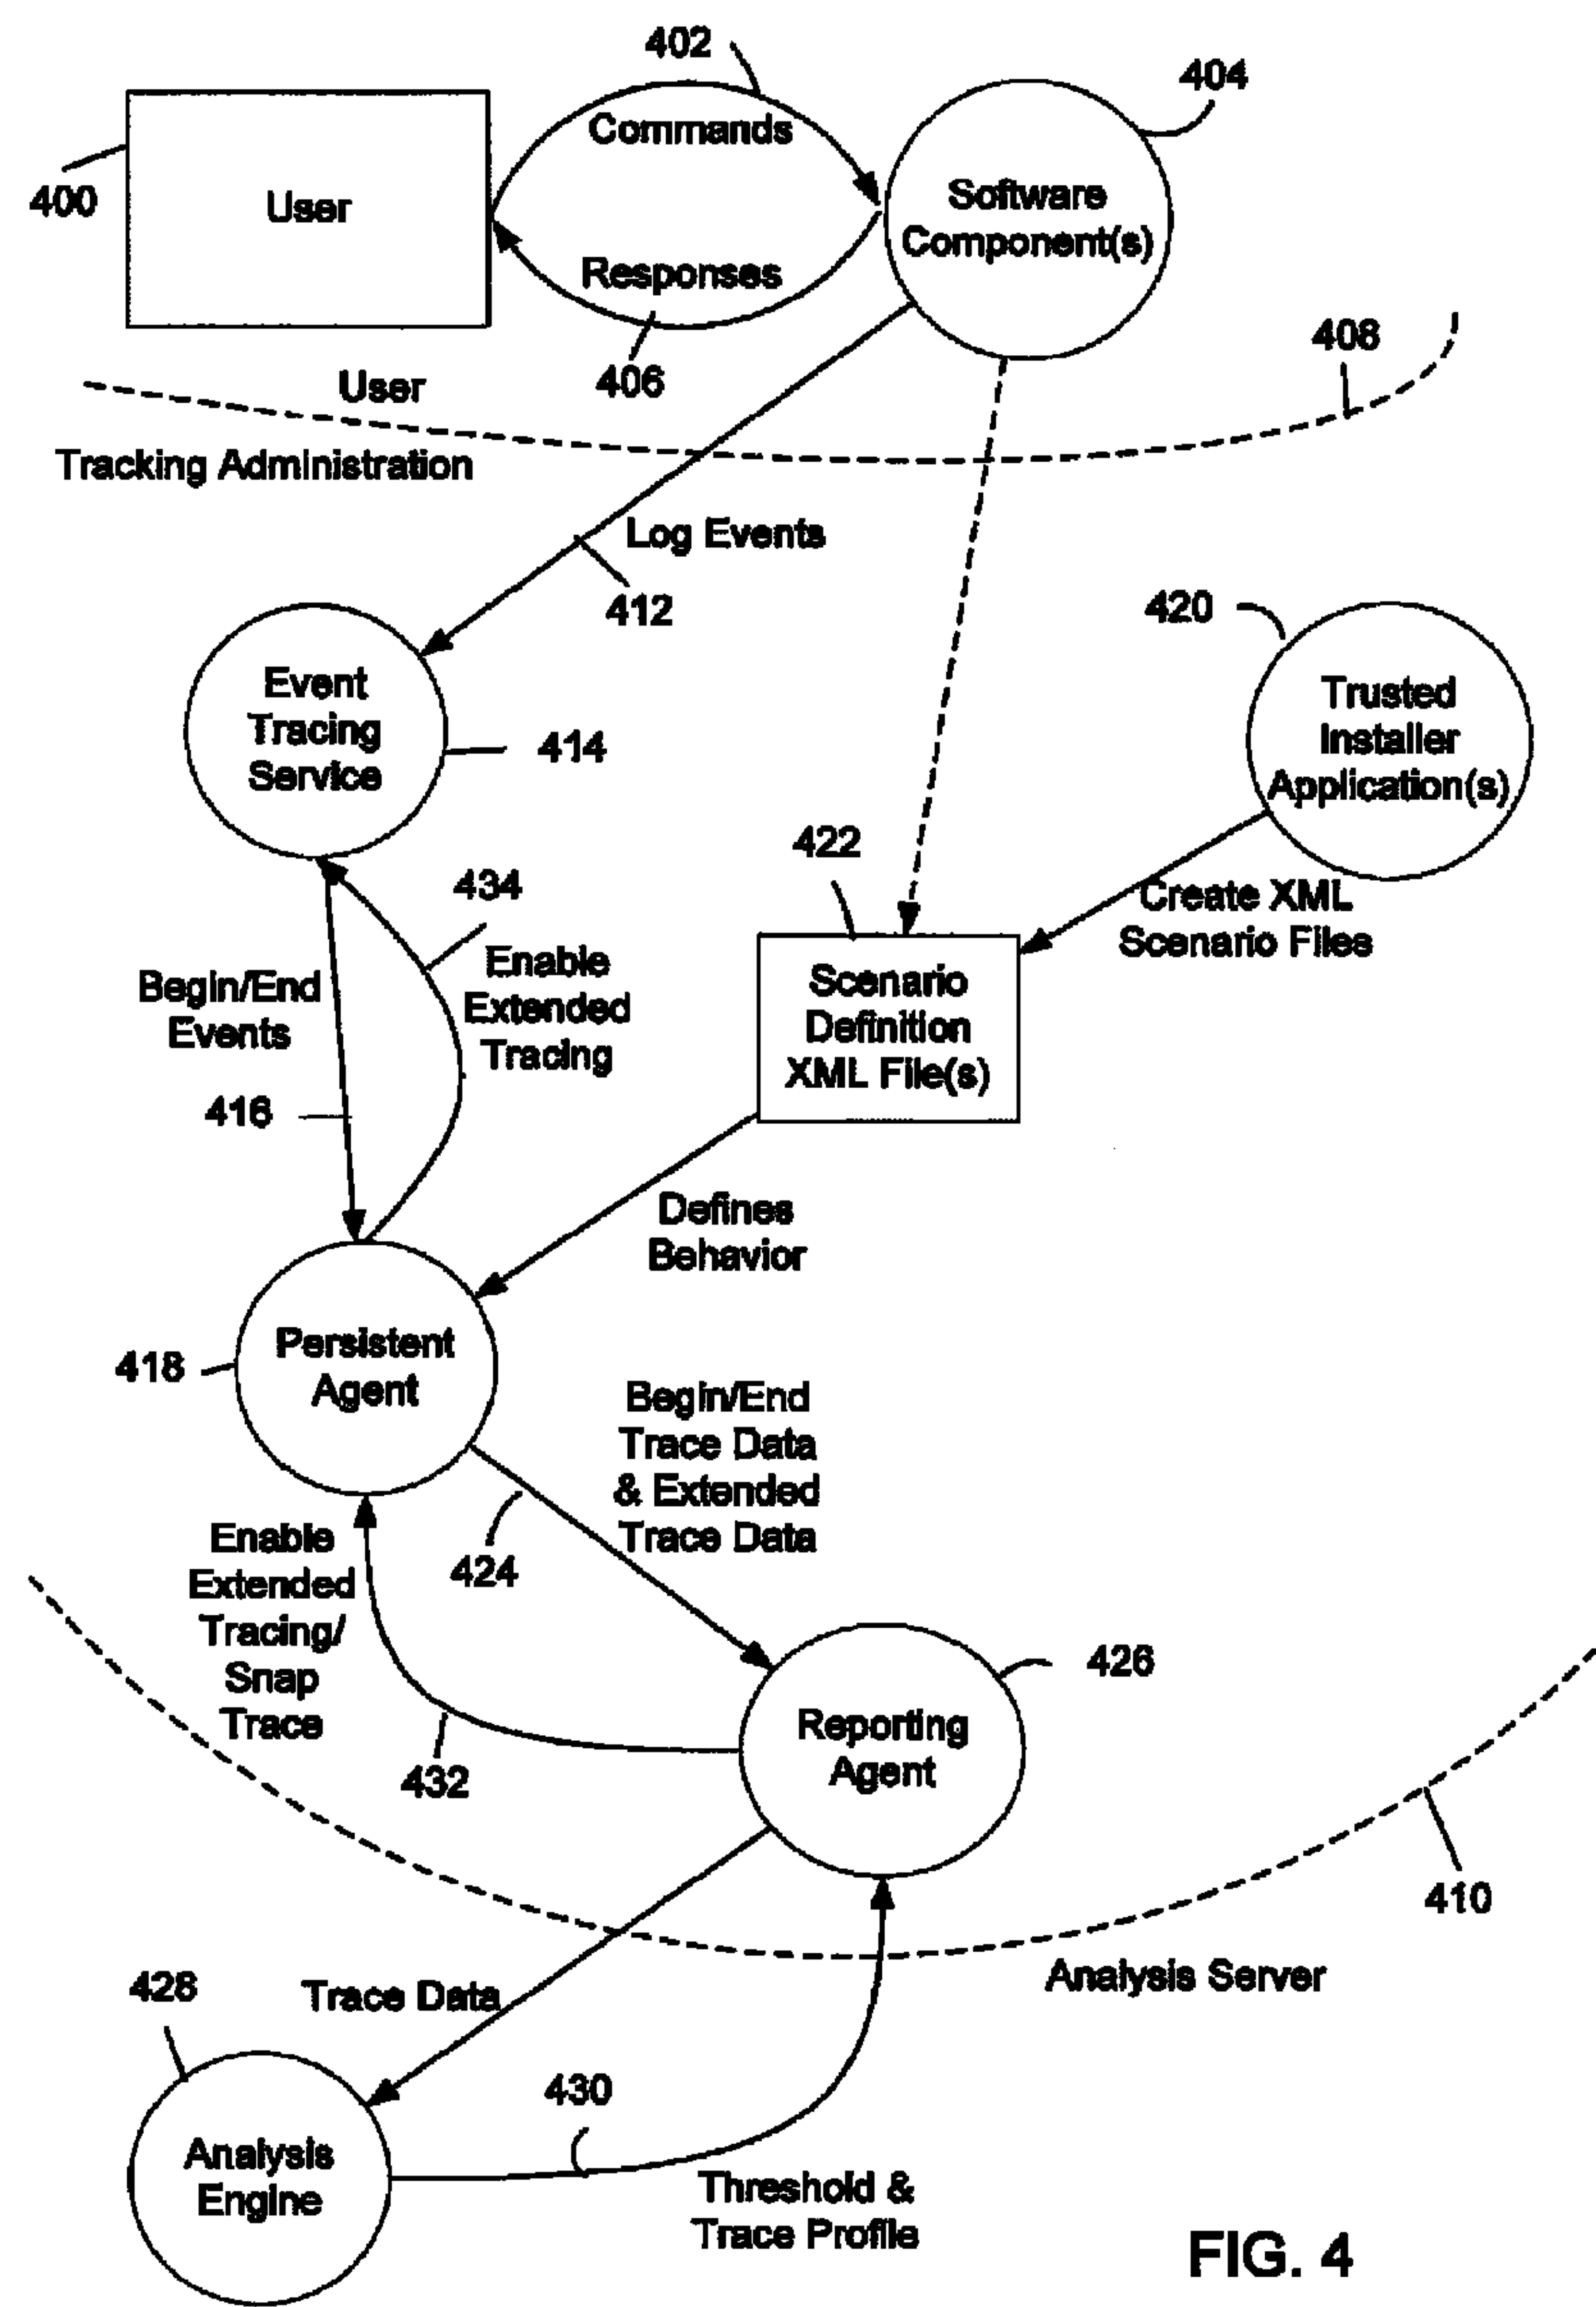 402
404
Commands
400
User
Software
Component(s)
Responses
406
408
User
Tracking Administration
Log Events
412
420
Event
Tracing
Service
414
Trusted
Installer
Application(s)
422
434
Create XML
Scenario Files
Begin/End
Events
Enable
Extended
Tracing
Scenario
Definition
XML File(s)
416
Defines
Behavior
418
Persistent
Agent
Begin/End
Trace Data
& Extended
Trace Data
424
Enable
Extended
Tracing/
Snap
Trace
426
Reporting
Agent
432
410
Analysis Server
428
Trace Data
430
Analysis
Engine
Threshold &
Trace Profile
FIG. 4